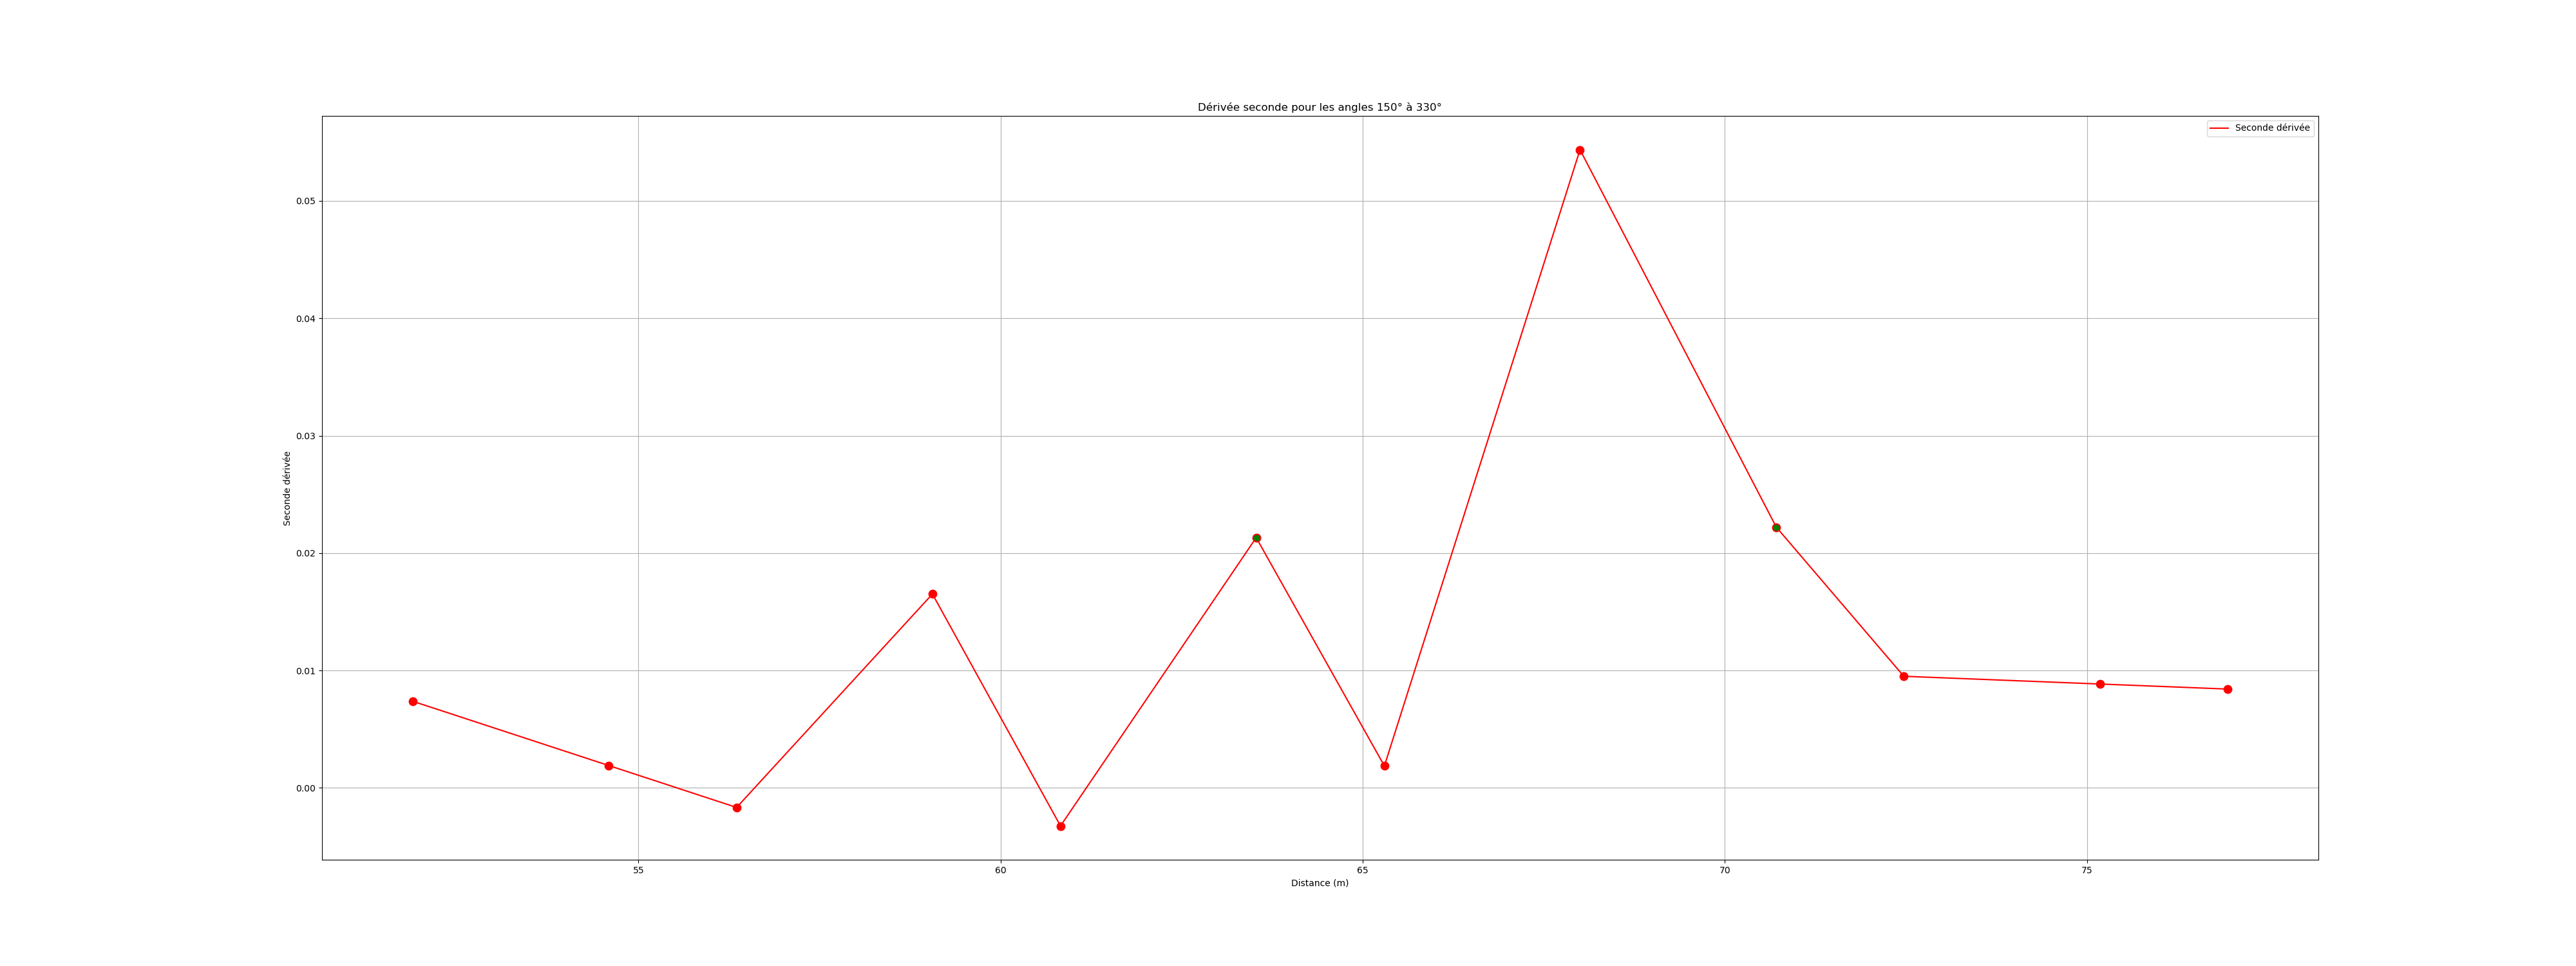 Dérivée seconde pour les angles 150° à 330°
Seconde dérivée
0.05
0.04
0.03
0.02
0.01
0.00
Seconde dérivée
55
60
65
70
75
Distance (m)